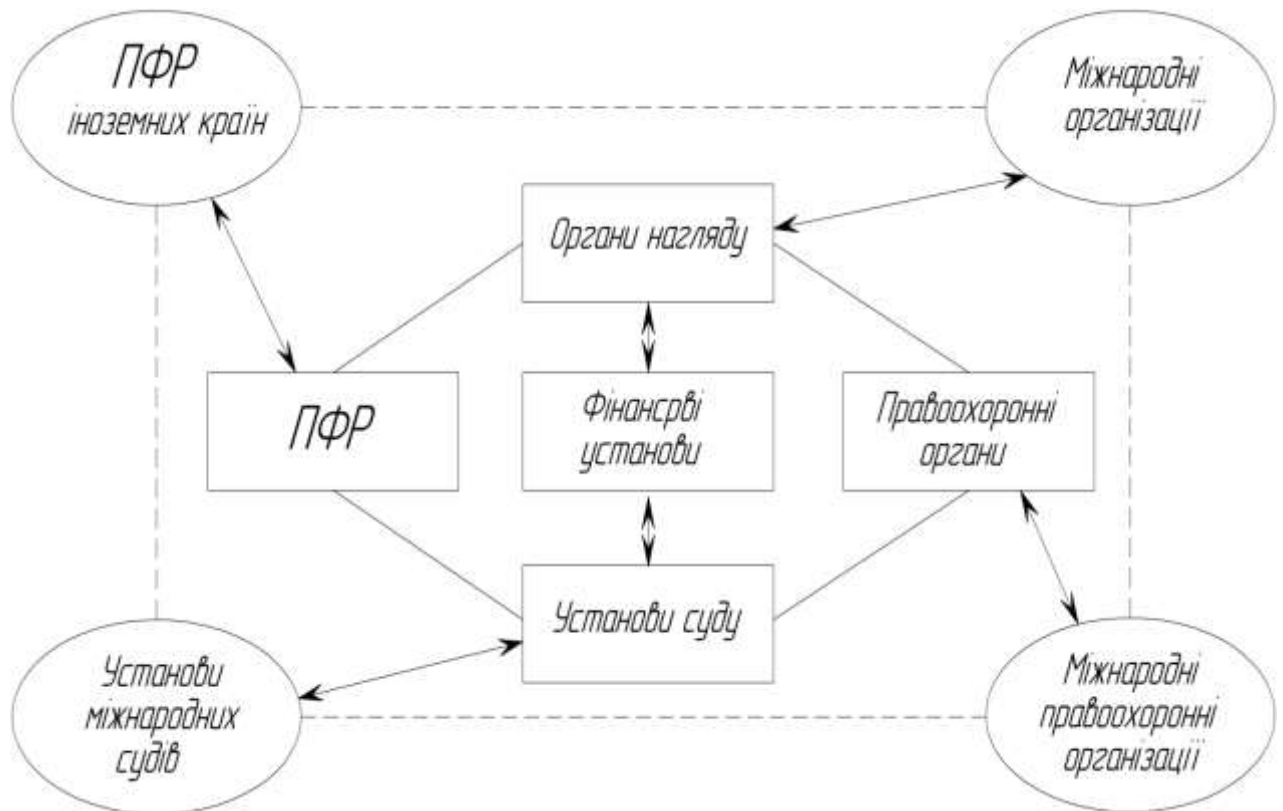 ПФР
іноземних країн
Міжнародні
організації
Органи нагляду
ПФР
Фінансрві
установи
Правоохоронні
органи
Установи суду
Установи
міжнародних
судів
Міжнародні
правоохоронні
організації